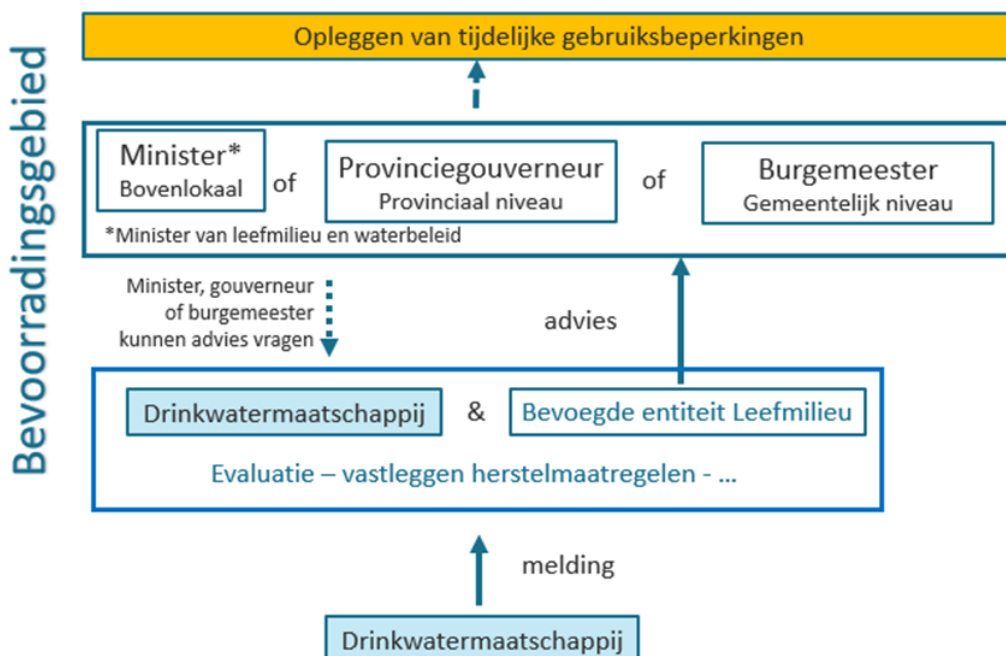 Bevoorradingsgebied
Opleggen van tijdelijke gebruiksbeperkingen
Minister*
Bovenlokaal
of
Provinciegouverneur
Provinciaal niveau
of
Burgemeester
Gemeentelijk niveau
*Minister van leefmilieu en waterbeleid
Minister, gouverneur
of burgemeester
kunnen advies vragen
advies
Drinkwatermaatschappij
&
Bevoegde entiteit Leefmilieu
Evaluatie – vastleggen herstelmaatregelen - ...
melding
Drinkwatermaatschappij